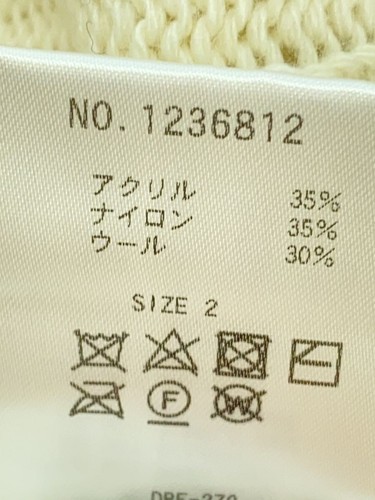 NO. 1236812
アクリル 35%
ナイロン 35%
ウール 30%
SIZE 2
F W